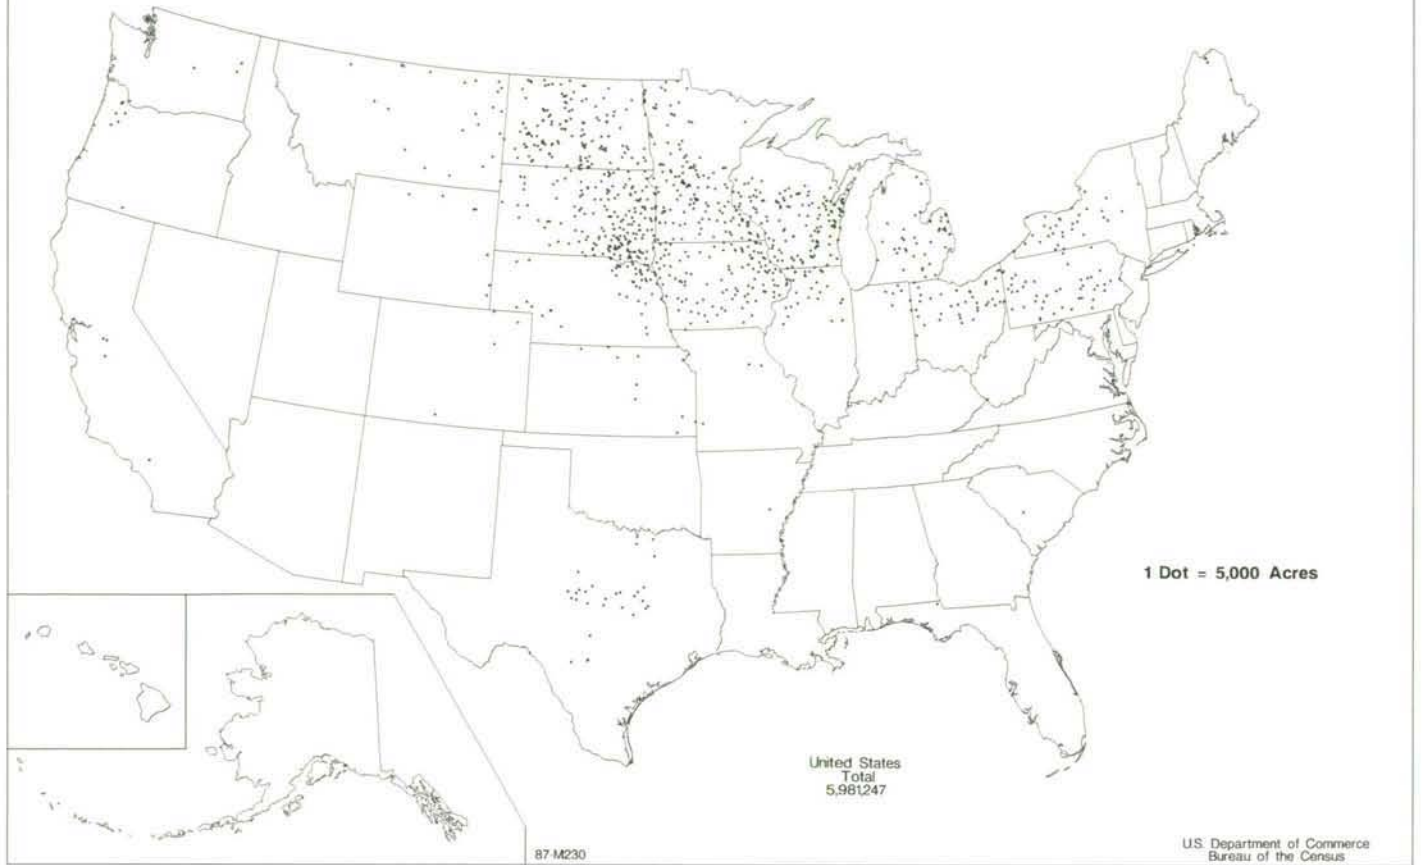 1 Dot = 5,000 Acres
United States
Total
5,981,247
87-M230
U.S. Department of Commerce
Bureau of the Census